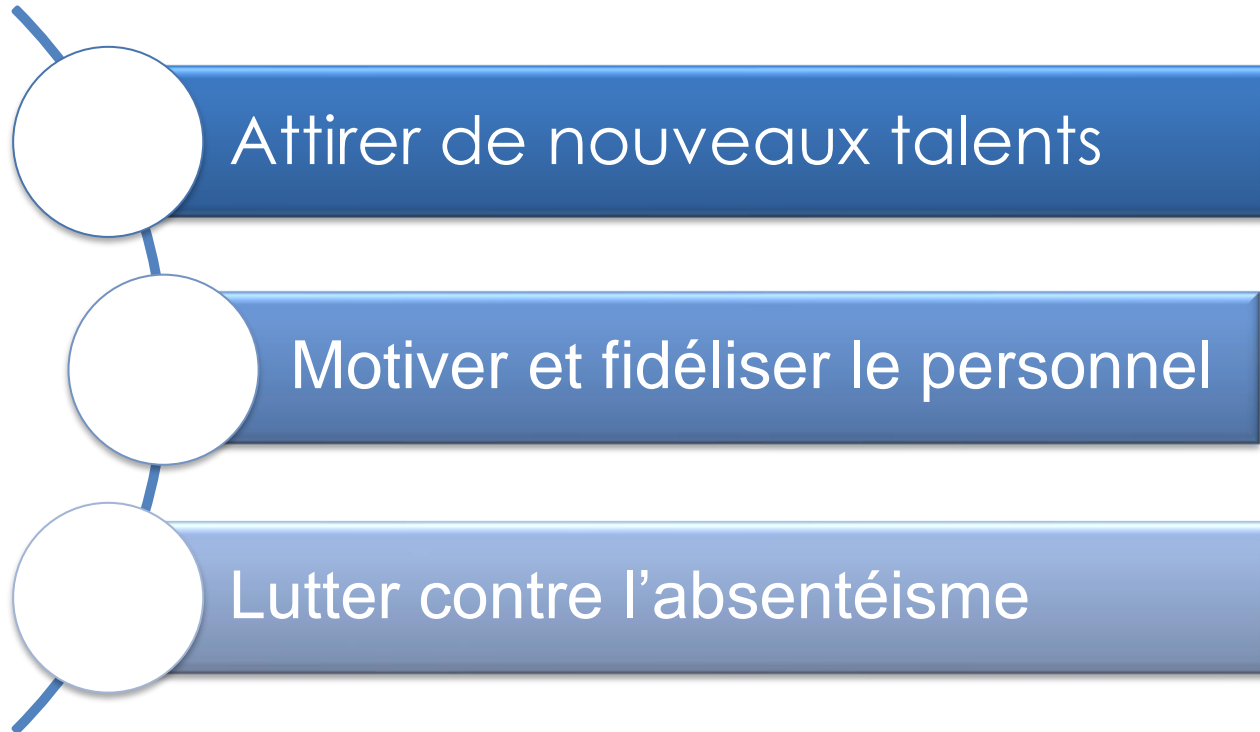 Attirer de nouveaux talents
Motiver et fidéliser le personnel
Lutter contre l’absentéisme